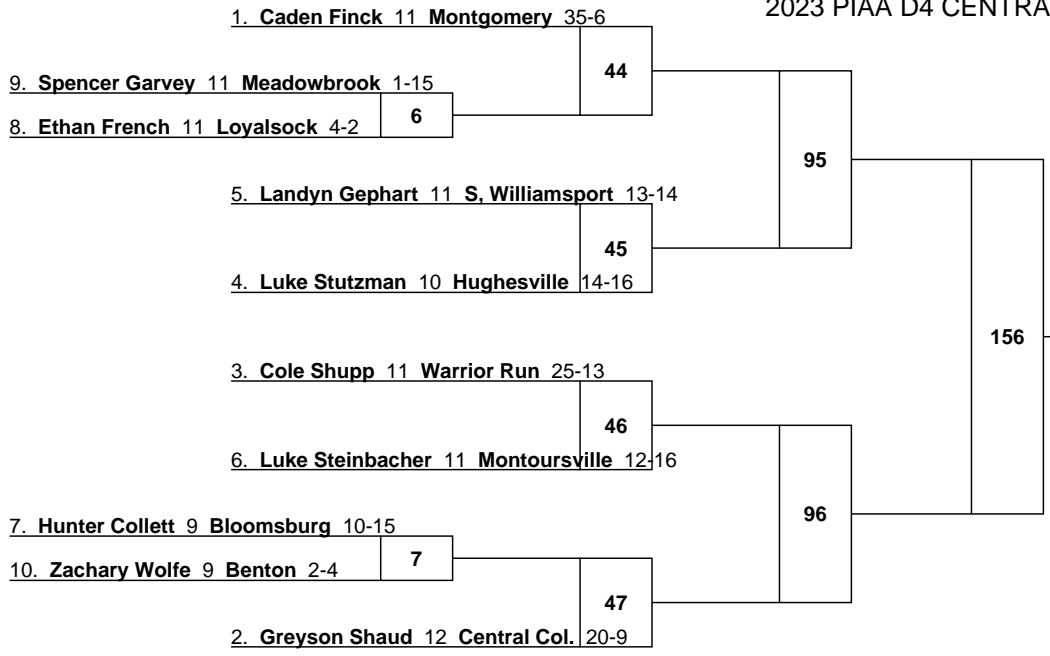 2023 PIAA D4 CENTRA
1. Caden Finck 11 Montgomery 35-6
44
9. Spencer Garvey 11 Meadowbrook 1-15
6
8. Ethan French 11 Loyalsock 4-2
95
5. Landyn Gephart 11 S, Williamsport 13-14
45
4. Luke Stutzman 10 Hughesville 14-16
156
3. Cole Shupp 11 Warrior Run 25-13
46
6. Luke Steinbacher 11 Montoursville 12-16
96
7. Hunter Collett 9 Bloomsburg 10-15
7
10. Zachary Wolfe 9 Benton 2-4
47
2. Greyson Shaud 12 Central Col. 20-9